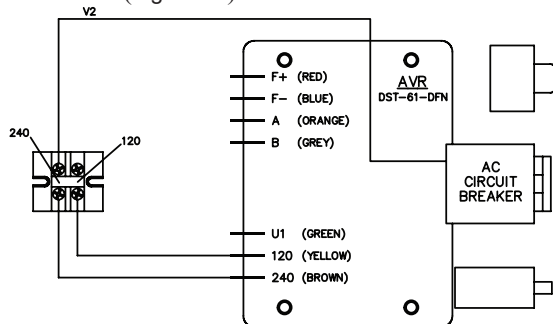 V2
F+ (RED)
F- (BLUE)
A (ORANGE)
B (GREY)
AVR
DST-61-DFN
240
120
AC
CIRCUIT
BREAKER
U1 (GREEN)
120 (YELLOW)
240 (BROWN)